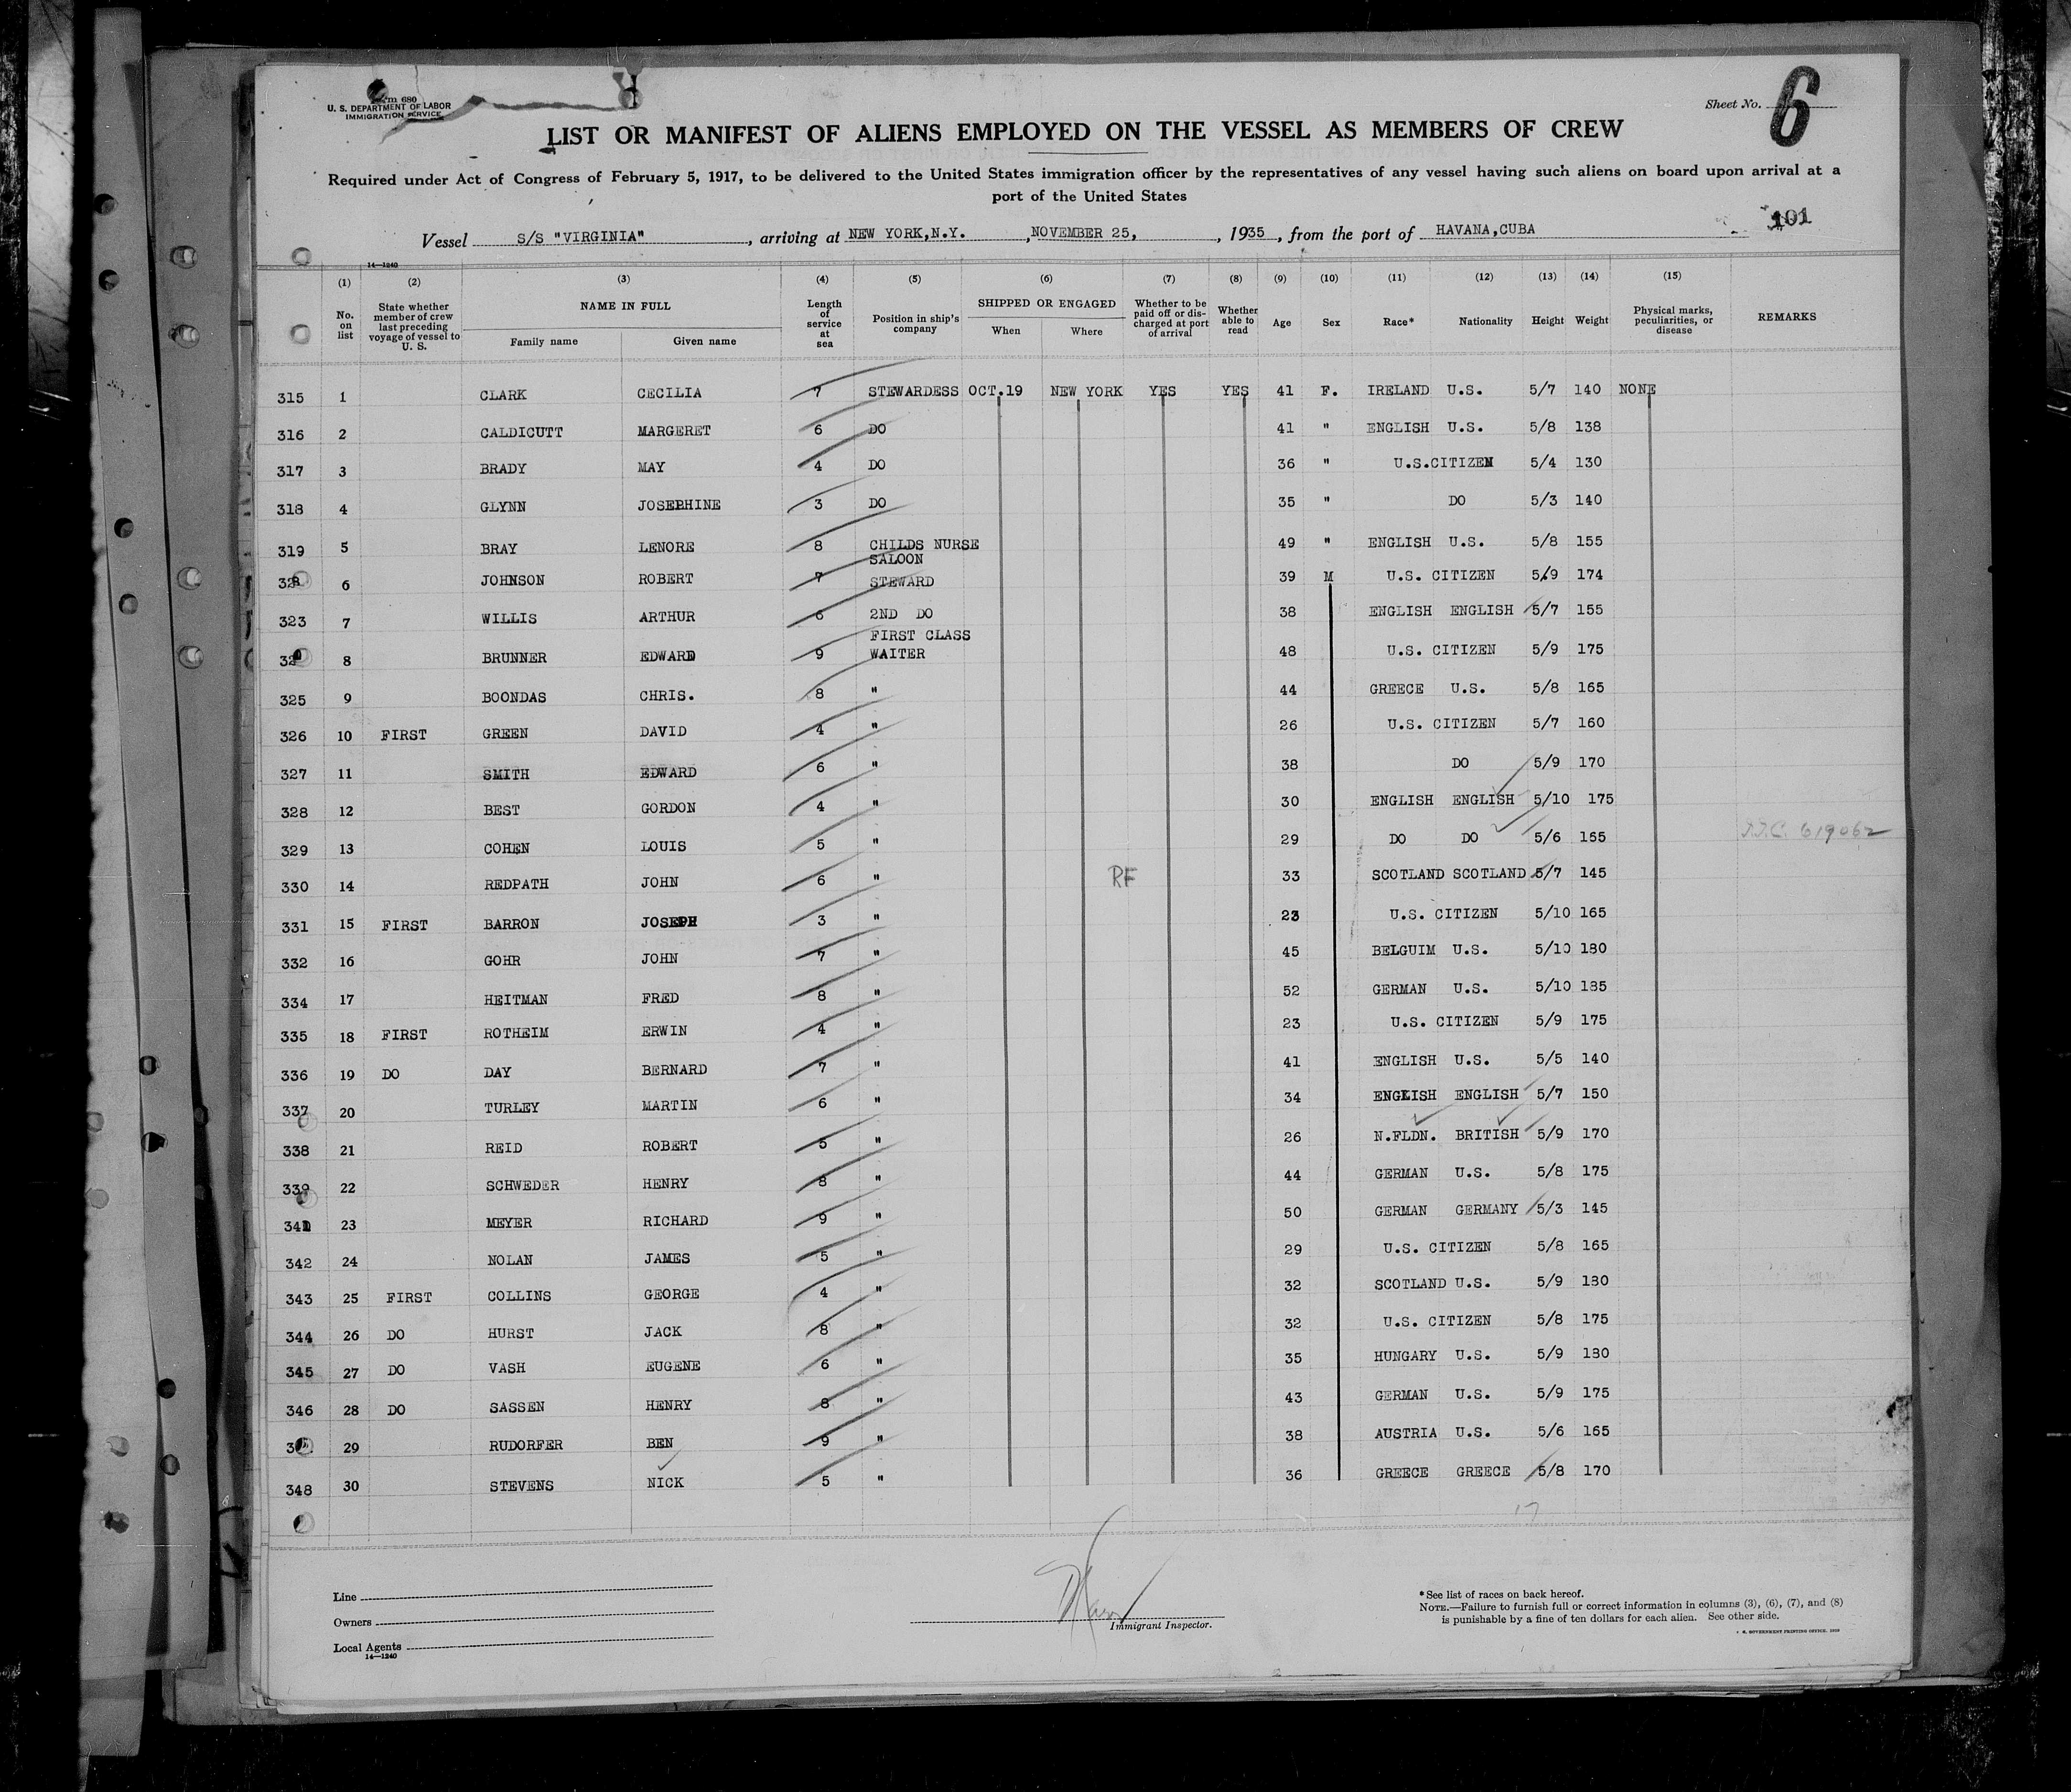 Form 680
U. S. DEPARTMENT OF LABOR
IMMIGRATION SERVICE
Sheet No. 6
LIST OR MANIFEST OF ALIENS EMPLOYED ON THE VESSEL AS MEMBERS OF CREW
Required under Act of Congress of February 5, 1917, to be delivered to the United States immigration officer by the representatives of any vessel having such aliens on board upon arrival at a
port of the United States
101
Vessel S/S "VIRGINIA", arriving at NEW YORK,N.Y. ,NOVEMBER 25, , 1935, from the port of HAVANA,CUBA
14—1240
(1) (2) (3) (4) (5) (6) (7) (8) (9) (10) (11) (12) (13) (14) (15)
No. on list
State whether member of crew last preceding voyage of vessel to U. S.
NAME IN FULL
Family name Given name
Length of service at sea
Position in ship's company
SHIPPED OR ENGAGED
When Where
Whether to be paid off or discharged at port of arrival
Whether able to read
Age Sex Race* Nationality Height Weight
Physical marks, peculiarities, or disease
REMARKS
315 1 CLARK CECILIA 7 STEWARDESS OCT.19 NEW YORK YES YES 41 F. IRELAND U.S. 5/7 140 NONE
316 2 CALDICUTT MARGERET 6 DO 41 " ENGLISH U.S. 5/8 138
317 3 BRADY MAY 4 DO 36 " U.S.CITIZEN 5/4 130
318 4 GLYNN JOSEPHINE 3 DO 35 " DO 5/3 140
319 5 BRAY LENORE 8 CHILDS NURSE 49 " ENGLISH U.S. 5/8 155
6 JOHNSON ROBERT 7 SALOON STEWARD 39 M U.S. CITIZEN 5/9 174
323 7 WILLIS ARTHUR 6 2ND DO 38 ENGLISH ENGLISH 5/7 155
8 BRUNNER EDWARD 9 FIRST CLASS WAITER 48 U.S. CITIZEN 5/9 175
325 9 BOONDAS CHRIS. 8 " 44 GREECE U.S. 5/8 165
326 10 FIRST GREEN DAVID 4 " 26 U.S. CITIZEN 5/7 160
327 11 SMITH EDWARD 6 " 38 DO 5/9 170
328 12 BEST GORDON 4 " 30 ENGLISH ENGLISH 5/10 175
329 13 COHEN LOUIS 5 " 29 DO DO 5/6 165 619062
330 14 REDPATH JOHN 6 " RF 33 SCOTLAND SCOTLAND 5/7 145
331 15 FIRST BARRON JOSEPH 3 " 23 U.S. CITIZEN 5/10 165
332 16 GOHR JOHN 7 " 45 BELGUIM U.S. 5/10 180
334 17 HEITMAN FRED 8 " 52 GERMAN U.S. 5/10 185
335 18 FIRST ROTHEIM ERWIN 4 " 23 U.S. CITIZEN 5/9 175
336 19 DO DAY BERNARD 7 " 41 ENGLISH U.S. 5/5 140
337 20 TURLEY MARTIN 6 " 34 ENGLISH ENGLISH 5/7 150
338 21 REID ROBERT 5 " 26 N.FLDN. BRITISH 5/9 170
339 22 SCHWEDER HENRY 8 " 44 GERMAN U.S. 5/8 175
341 23 MEYER RICHARD 9 " 50 GERMAN GERMANY 5/3 145
342 24 NOLAN JAMES 5 " 29 U.S. CITIZEN 5/8 165
343 25 FIRST COLLINS GEORGE 4 " 32 SCOTLAND U.S. 5/9 180
344 26 DO HURST JACK 8 " 32 U.S. CITIZEN 5/8 175
345 27 DO VASH EUGENE 6 " 35 HUNGARY U.S. 5/9 180
346 28 DO SASSEN HENRY 8 " 43 GERMAN U.S. 5/9 175
29 RUDORFER BEN 9 " 38 AUSTRIA U.S. 5/6 165
348 30 STEVENS NICK 5 " 36 GREECE GREECE 5/8 170
17
Line
Owners
Local Agents
14—1240
Immigrant Inspector.
*See list of races on back hereof.
NOTE.—Failure to furnish full or correct information in columns (3), (6), (7), and (8)
is punishable by a fine of ten dollars for each alien. See other side.
GOVERNMENT PRINTING OFFICE